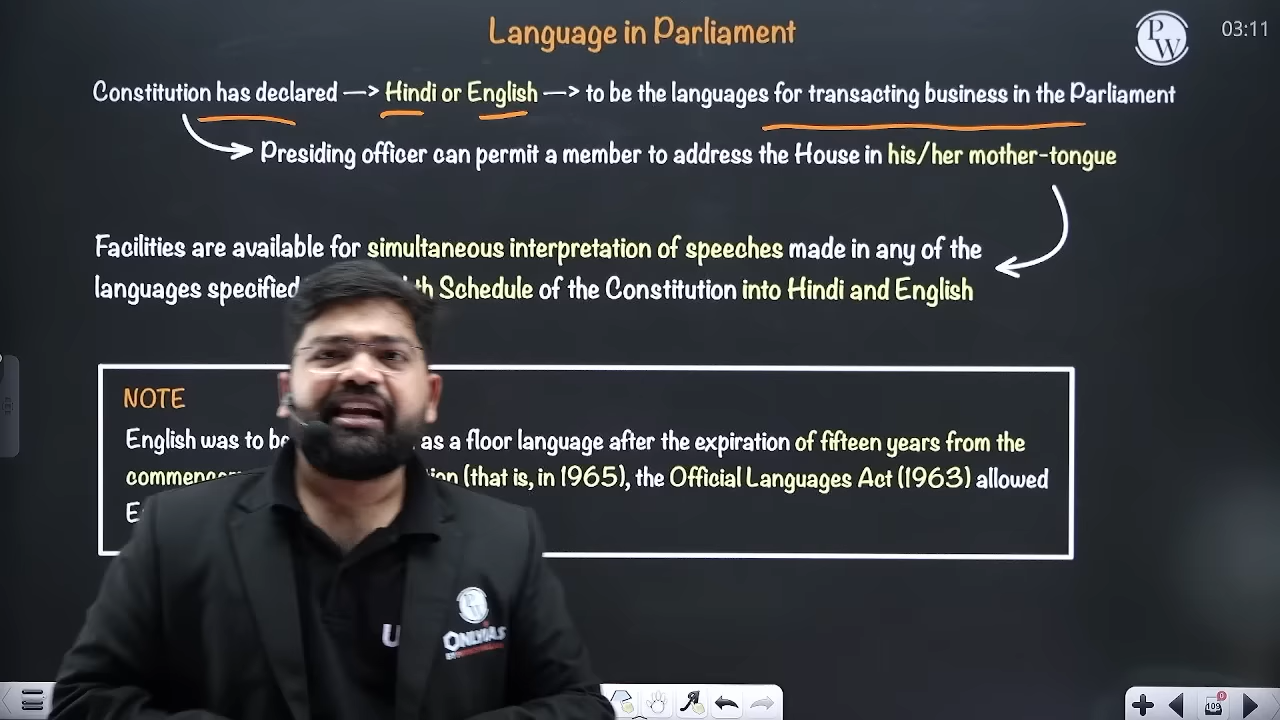 Language in Parliament
PW
03:11
Constitution has declared —> Hindi or English —> to be the languages for transacting business in the Parliament
Presiding officer can permit a member to address the House in his/her mother-tongue
Facilities are available for simultaneous interpretation of speeches made in any of the
languages specified th Schedule of the Constitution into Hindi and English
NOTE
English was to be as a floor language after the expiration of fifteen years from the
(that is, in 1965), the Official Languages Act (1963) allowed
PW
U
ONLYIAS
109